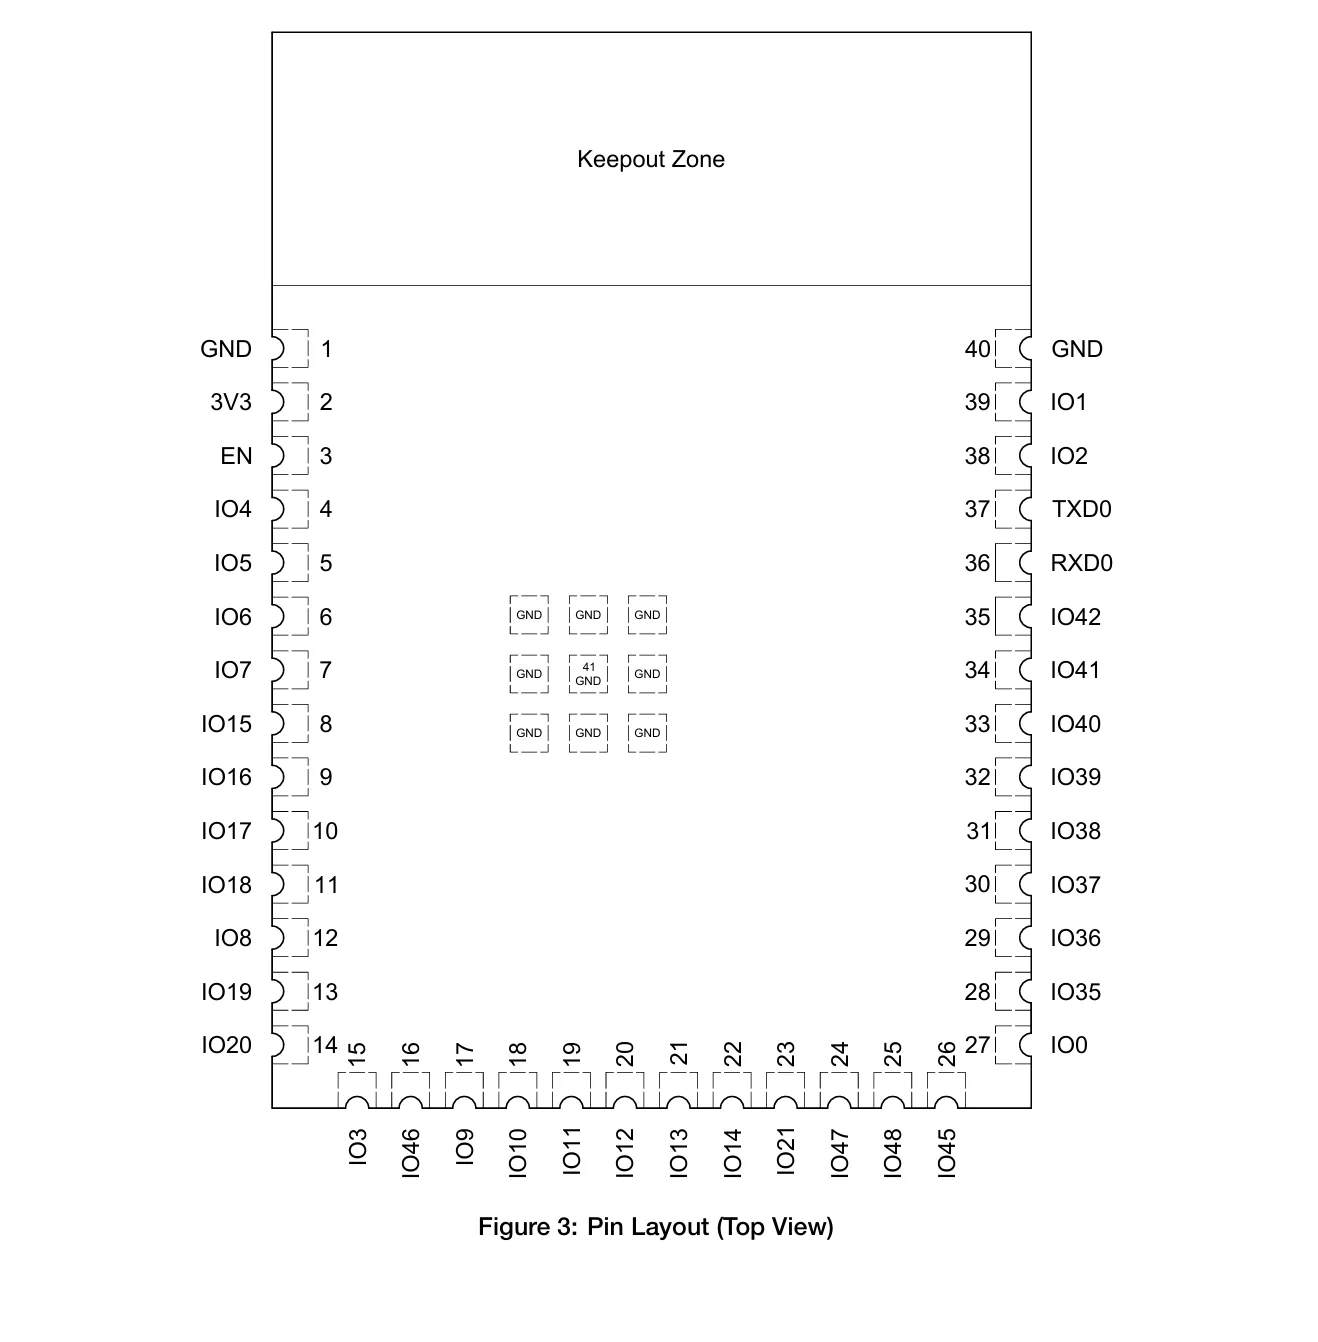 Keepout Zone
GND 1 40 GND
3V3 2 39 IO1
EN 3 38 IO2
IO4 4 37 TXD0
IO5 5 36 RXD0
GND GND GND
IO6 6 35 IO42
IO7 7 34 IO41
GND 41 GND GND
IO15 8 33 IO40
GND GND GND
IO16 9 32 IO39
IO17 10 31 IO38
IO18 11 30 IO37
IO8 12 29 IO36
IO19 13 28 IO35
IO20 14 27 IO0
15 16 17 18 19 20 21 22 23 24 25 26
IO3 IO46 IO9 IO10 IO11 IO12 IO13 IO14 IO21 IO47 IO48 IO45
Figure 3: Pin Layout (Top View)